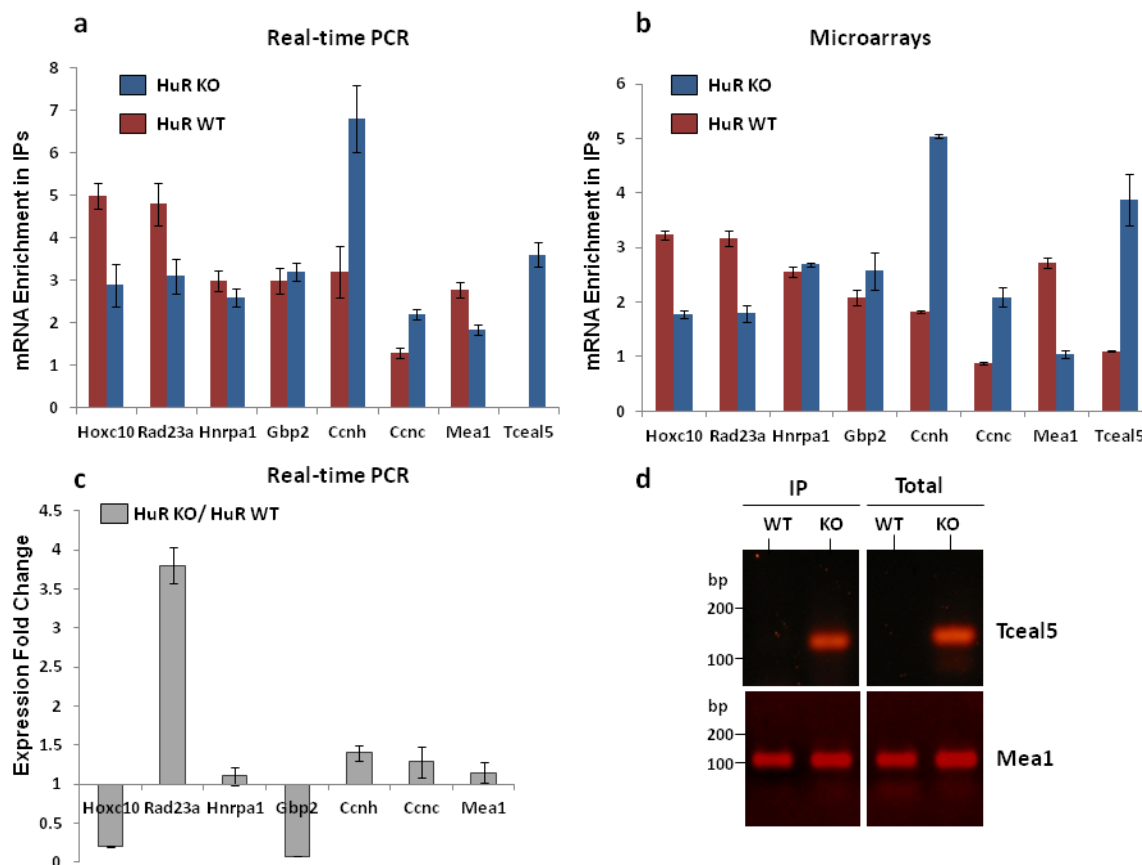 a
Real-time PCR
HuR KO
HuR WT
mRNA Enrichment in IPs
8
7
6
5
4
3
2
1
0
Hoxc10 Rad23a Hnrpa1 Gbp2 Ccnh Ccnc Mea1 Tceal5
b
Microarrays
HuR KO
HuR WT
mRNA Enrichment in IPs
6
5
4
3
2
1
0
Hoxc10 Rad23a Hnrpa1 Gbp2 Ccnh Ccnc Mea1 Tceal5
c
Real-time PCR
HuR KO/ HuR WT
Expression Fold Change
4.5
4
3.5
3
2.5
2
1.5
1
0.5
0
Hoxc10 Rad23a Hnrpa1 Gbp2 Ccnh Ccnc Mea1
d
IP Total
WT KO WT KO
bp
200
100
Tceal5
bp
200
100
Mea1